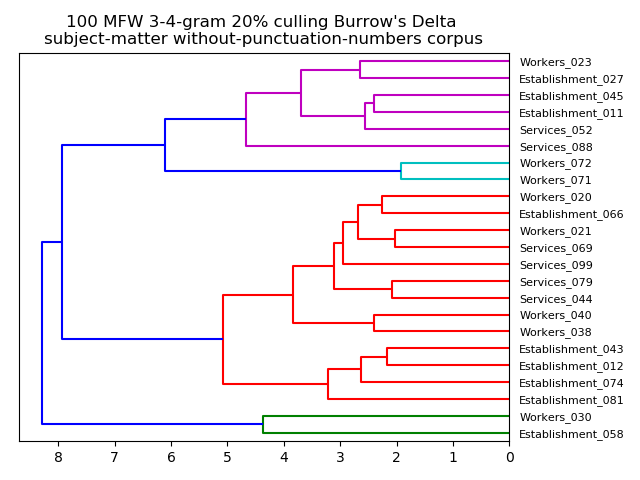 100 MFW 3-4-gram 20% culling Burrow's Delta
subject-matter without-punctuation-numbers corpus
Workers_023
Establishment_027
Establishment_045
Establishment_011
Services_052
Services_088
Workers_072
Workers_071
Workers_020
Establishment_066
Workers_021
Services_069
Services_099
Services_079
Services_044
Workers_040
Workers_038
Establishment_043
Establishment_012
Establishment_074
Establishment_081
Workers_030
Establishment_058
8 7 6 5 4 3 2 1 0